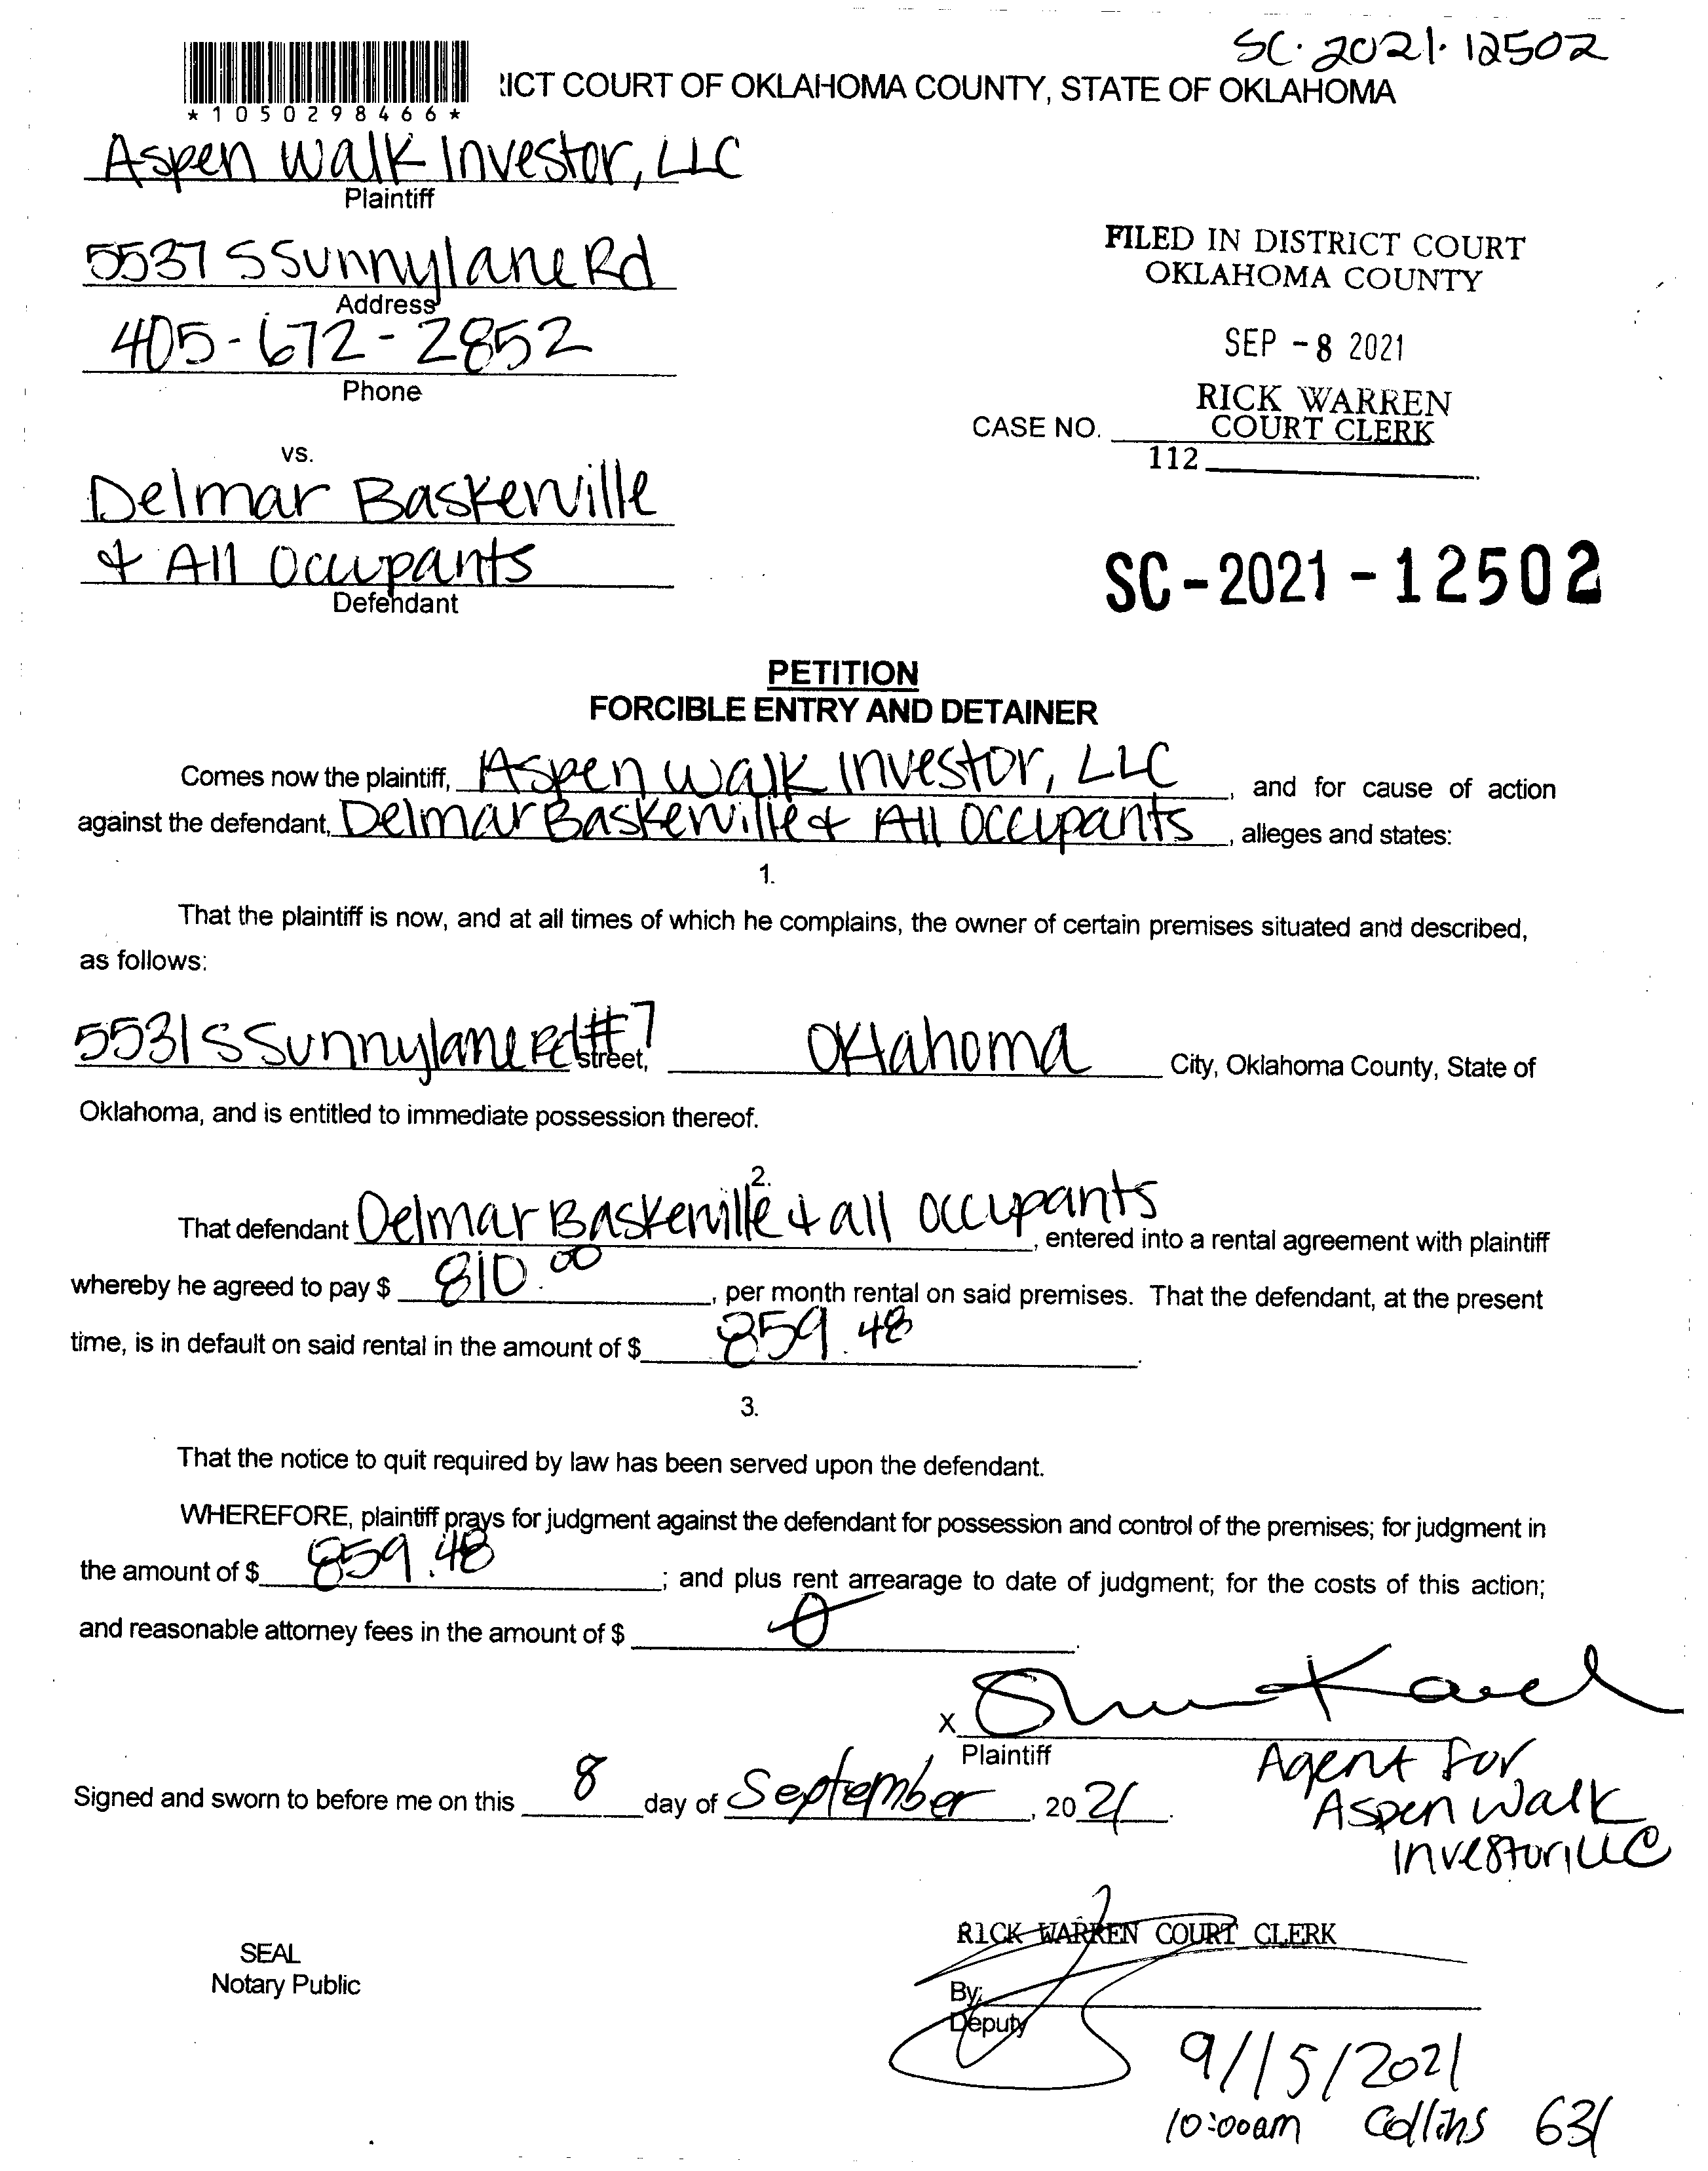 SC-2021-12502
ICT COURT OF OKLAHOMA COUNTY, STATE OF OKLAHOMA
*1050298466*
Aspen Walk Investor, LLC
Plaintiff
5537 S Sunnylane Rd
Address
405-672-2852
Phone
FILED IN DISTRICT COURT
OKLAHOMA COUNTY
SEP -8 2021
RICK WARREN
COURT CLERK
CASE NO.
112
vs.
Delmar Baskerville
& All Occupants
Defendant
SC-2021-12502
PETITION
FORCIBLE ENTRY AND DETAINER
Comes now the plaintiff, Aspen Walk Investor, LLC, and for cause of action
against the defendant, Delmar Baskerville & All Occupants, alleges and states:
1.
That the plaintiff is now, and at all times of which he complains, the owner of certain premises situated and described,
as follows:
5531 S Sunnylane Rd #7 street, Oklahoma City, Oklahoma County, State of
Oklahoma, and is entitled to immediate possession thereof.
2.
That defendant Delmar Baskerville & all occupants, entered into a rental agreement with plaintiff
whereby he agreed to pay $ 810.00, per month rental on said premises. That the defendant, at the present
time, is in default on said rental in the amount of $ 859.48.
3.
That the notice to quit required by law has been served upon the defendant.
WHEREFORE, plaintiff prays for judgment against the defendant for possession and control of the premises; for judgment in
the amount of $ 859.48; and plus rent arrearage to date of judgment; for the costs of this action;
and reasonable attorney fees in the amount of $ 0.
X
Plaintiff
Agent for
Aspen Walk
Investor, LLC
Signed and sworn to before me on this 8 day of September, 2021.
RICK WARREN COURT CLERK
SEAL
Notary Public
By:
Deputy
9/15/2021
10:00am Collins 631